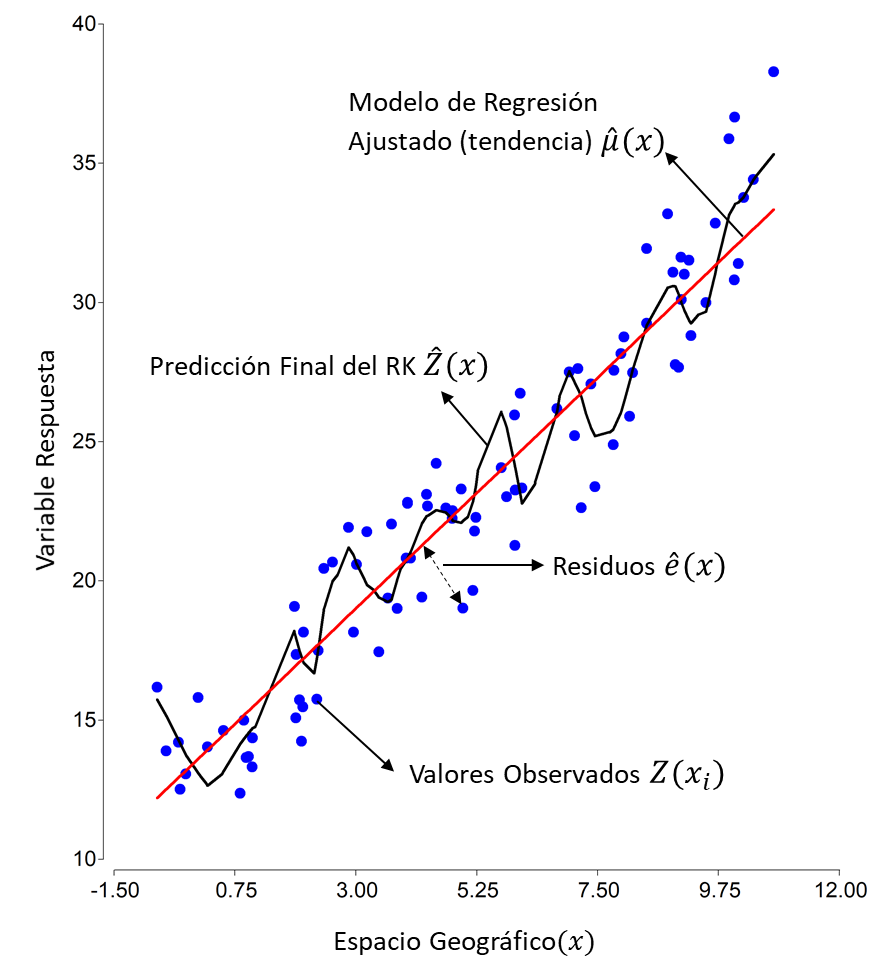 40
Modelo de Regresión
Ajustado (tendencia) μ̂(x)
35
30
Predicción Final del RK Ẑ(x)
25
Variable Respuesta
Residuos ê(x)
20
15
Valores Observados Z(xᵢ)
10
-1.50 0.75 3.00 5.25 7.50 9.75 12.00
Espacio Geográfico(x)